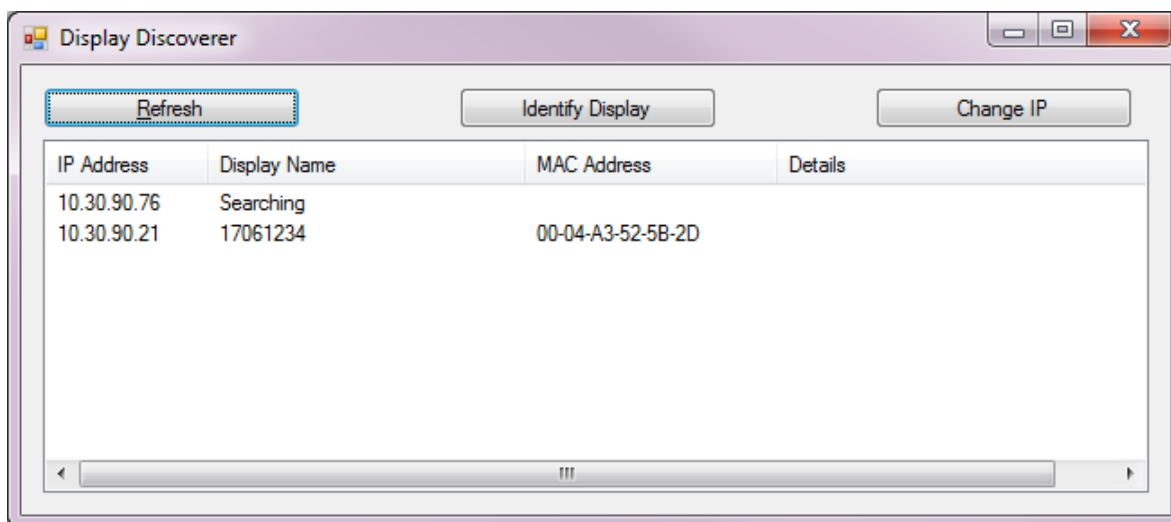 Display Discoverer
Refresh Identify Display Change IP
IP Address Display Name MAC Address Details
10.30.90.76 Searching
10.30.90.21 17061234 00-04-A3-52-5B-2D